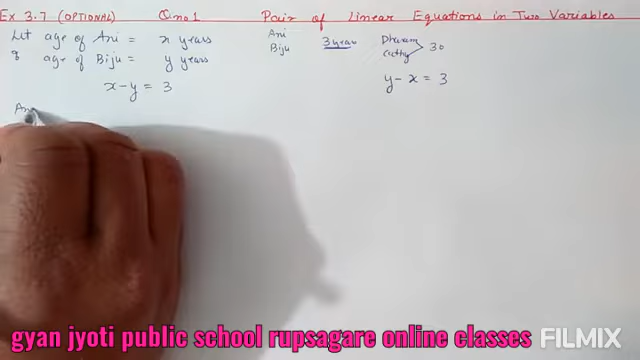 Ex 3.7 (OPTIONAL) Q.no 1 Pair of Linear Equations in Two Variables
Let age of Ani = x years
& age of Biju = y years
x - y = 3
An
Ani
Biju
3 years
Dharam
Cathy
30
y - x = 3
gyan jyoti public school rupsagare online classes
FILMIX